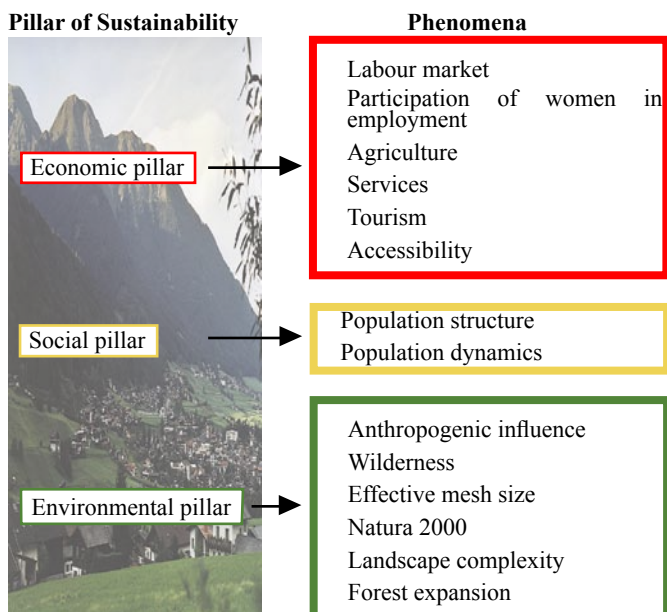 Pillar of Sustainability
Phenomena
Economic pillar
Labour market
Participation of women in
employment
Agriculture
Services
Tourism
Accessibility
Social pillar
Population structure
Population dynamics
Environmental pillar
Anthropogenic influence
Wilderness
Effective mesh size
Natura 2000
Landscape complexity
Forest expansion